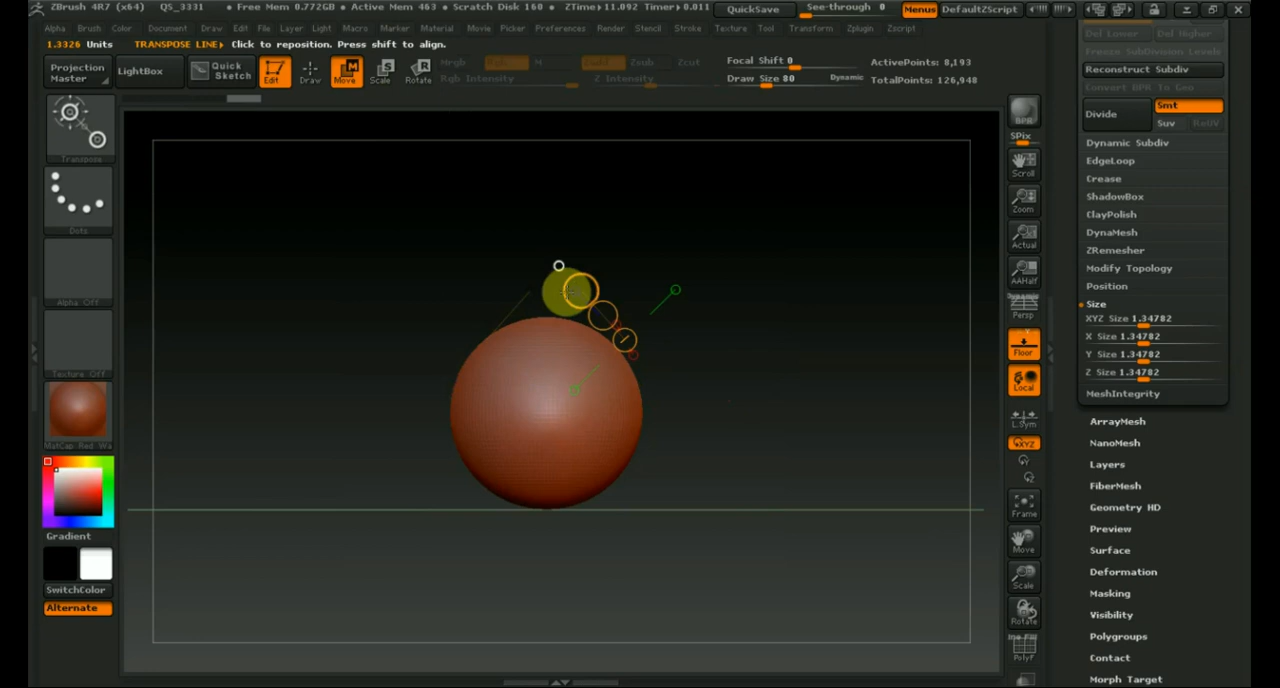 ZBrush 4R7 (x64)    QS_3331    • Free Mem 0.772GB • Active Mem 463 • Scratch Disk 160 • ZTime▸11.092 Timer▸0.011    QuickSave    See-through 0    Menus    DefaultZScript
Alpha Brush Color Document Draw Edit File Layer Light Macro Marker Material Movie Picker Preferences Render Stencil Stroke Texture Tool Transform Zplugin Zscript
1.3326 Units    TRANSPOSE LINE▸ Click to reposition. Press shift to align.
Projection Master
LightBox
Quick Sketch
Edit
Draw
Move
Scale
Rotate
Mrgb Rgb M
Rgb Intensity
Zadd Zsub Zcut
Z Intensity
Focal Shift 0
Draw Size 80 Dynamic
ActivePoints: 8,193
TotalPoints: 126,948
Transpose
Dots
Alpha Off
Texture Off
MatCap Red Wa
Gradient
SwitchColor
Alternate
BPR
SPix
Scroll
Zoom
Actual
AAHalf
Dynamic
Persp
Floor
Local
L.Sym
XYZ
Frame
Move
Scale
Rotate
Line Fill
PolyF
Def Lower Def Higher
Freeze Subdivision Levels
Reconstruct Subdiv
Convert BPR To Geo
Divide
Smt
Suv ReUV
Dynamic Subdiv
EdgeLoop
Crease
ShadowBox
ClayPolish
DynaMesh
ZRemesher
Modify Topology
Position
Size
XYZ Size 1.34782
X Size 1.34782
Y Size 1.34782
Z Size 1.34782
MeshIntegrity
ArrayMesh
NanoMesh
Layers
FiberMesh
Geometry HD
Preview
Surface
Deformation
Masking
Visibility
Polygroups
Contact
Morph Target